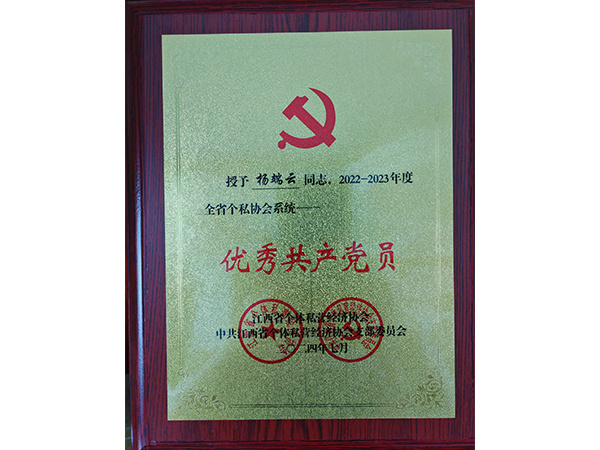 授予 杨端云 同志,2022-2023年度
全省个私协会系统——
优秀共产党员
江西省个体私营经济协会
中共江西省个体私营经济协会支部委员会
二〇二四年七月